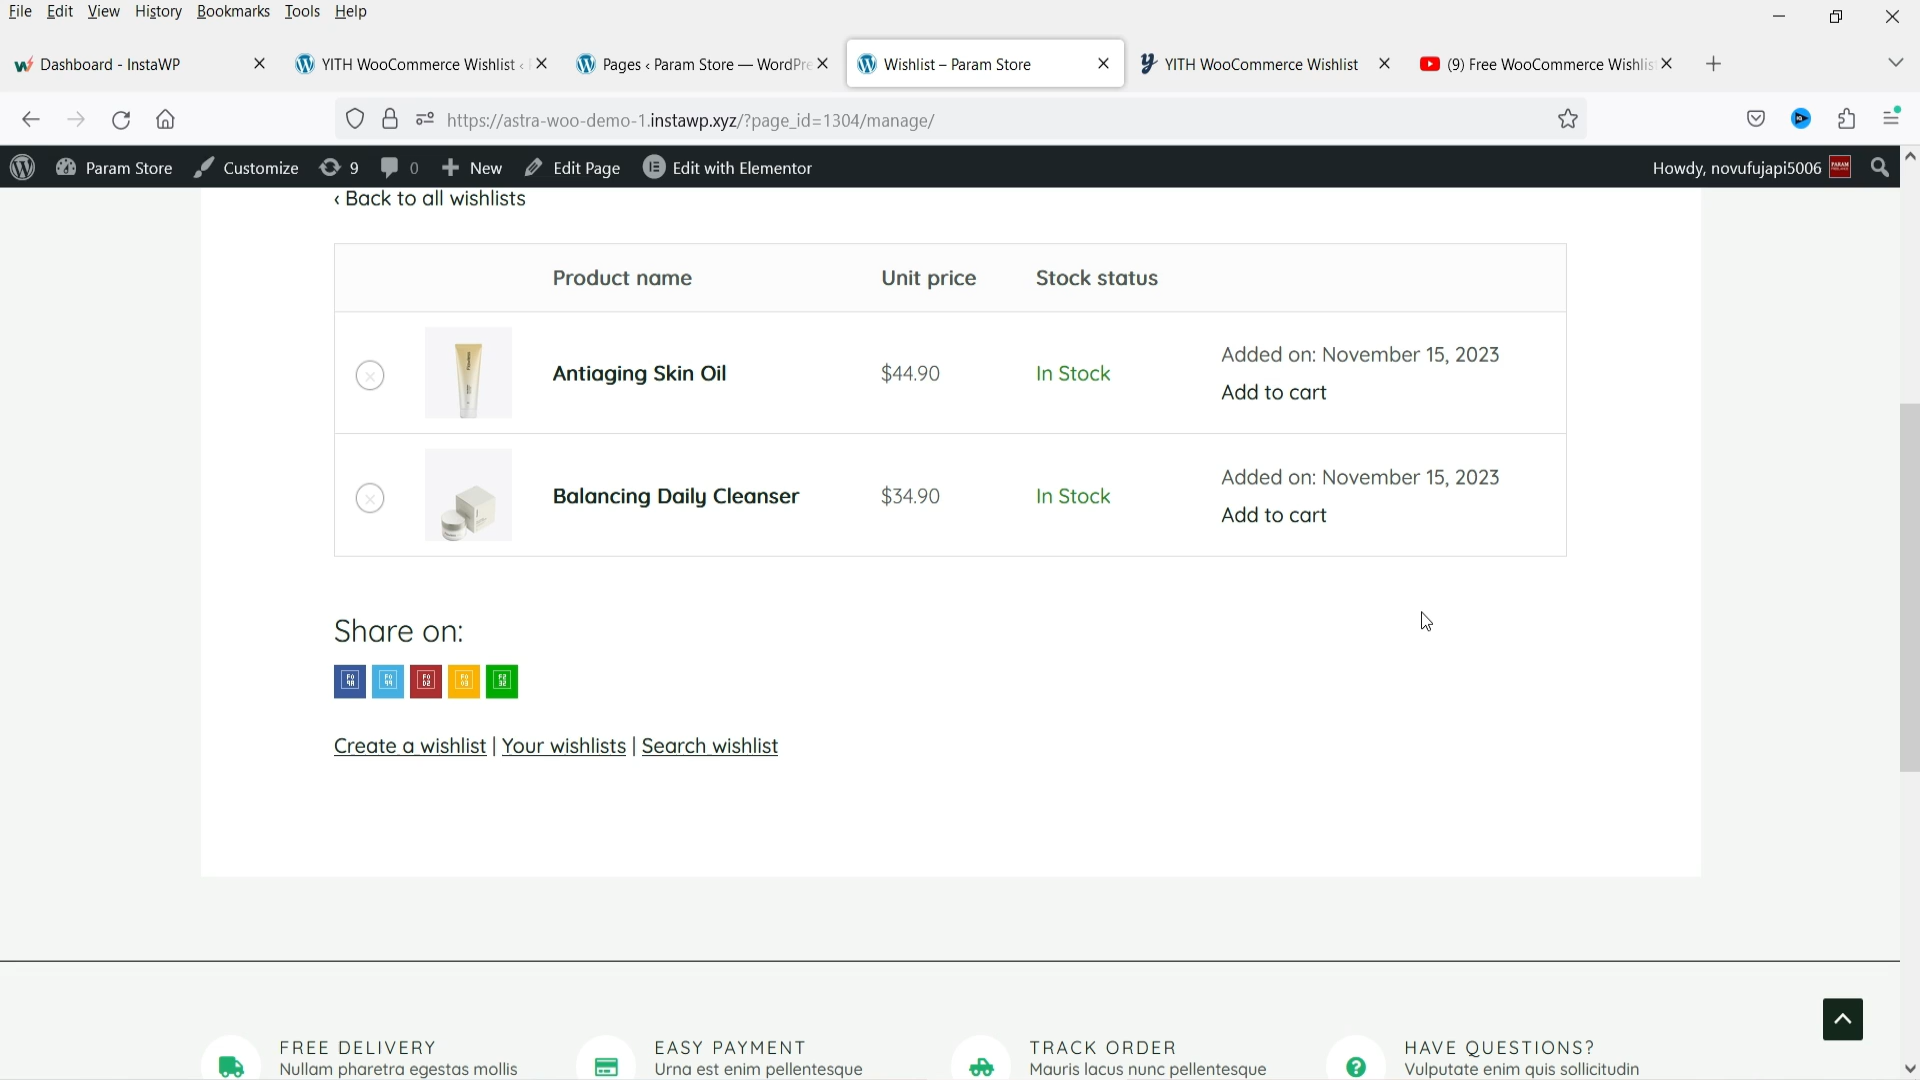 File Edit View History Bookmarks Tools Help
Dashboard - InstaWP
YITH WooCommerce Wishlist ‹
Pages ‹ Param Store — WordPre
Wishlist – Param Store
YITH WooCommerce Wishlist
(9) Free WooCommerce Wishlis
https://astra-woo-demo-1.instawp.xyz/?page_id=1304/manage/
Param Store Customize 9 0 New Edit Page Edit with Elementor Howdy, novufujapi5006
‹ Back to all wishlists
Product name Unit price Stock status
Antiaging Skin Oil $44.90 In Stock Added on: November 15, 2023
Add to cart
Balancing Daily Cleanser $34.90 In Stock Added on: November 15, 2023
Add to cart
Share on:
Create a wishlist | Your wishlists | Search wishlist
FREE DELIVERY
Nullam pharetra egestas mollis
EASY PAYMENT
Urna est enim pellentesque
TRACK ORDER
Mauris lacus nunc pellentesque
HAVE QUESTIONS?
Vulputate enim quis sollicitudin